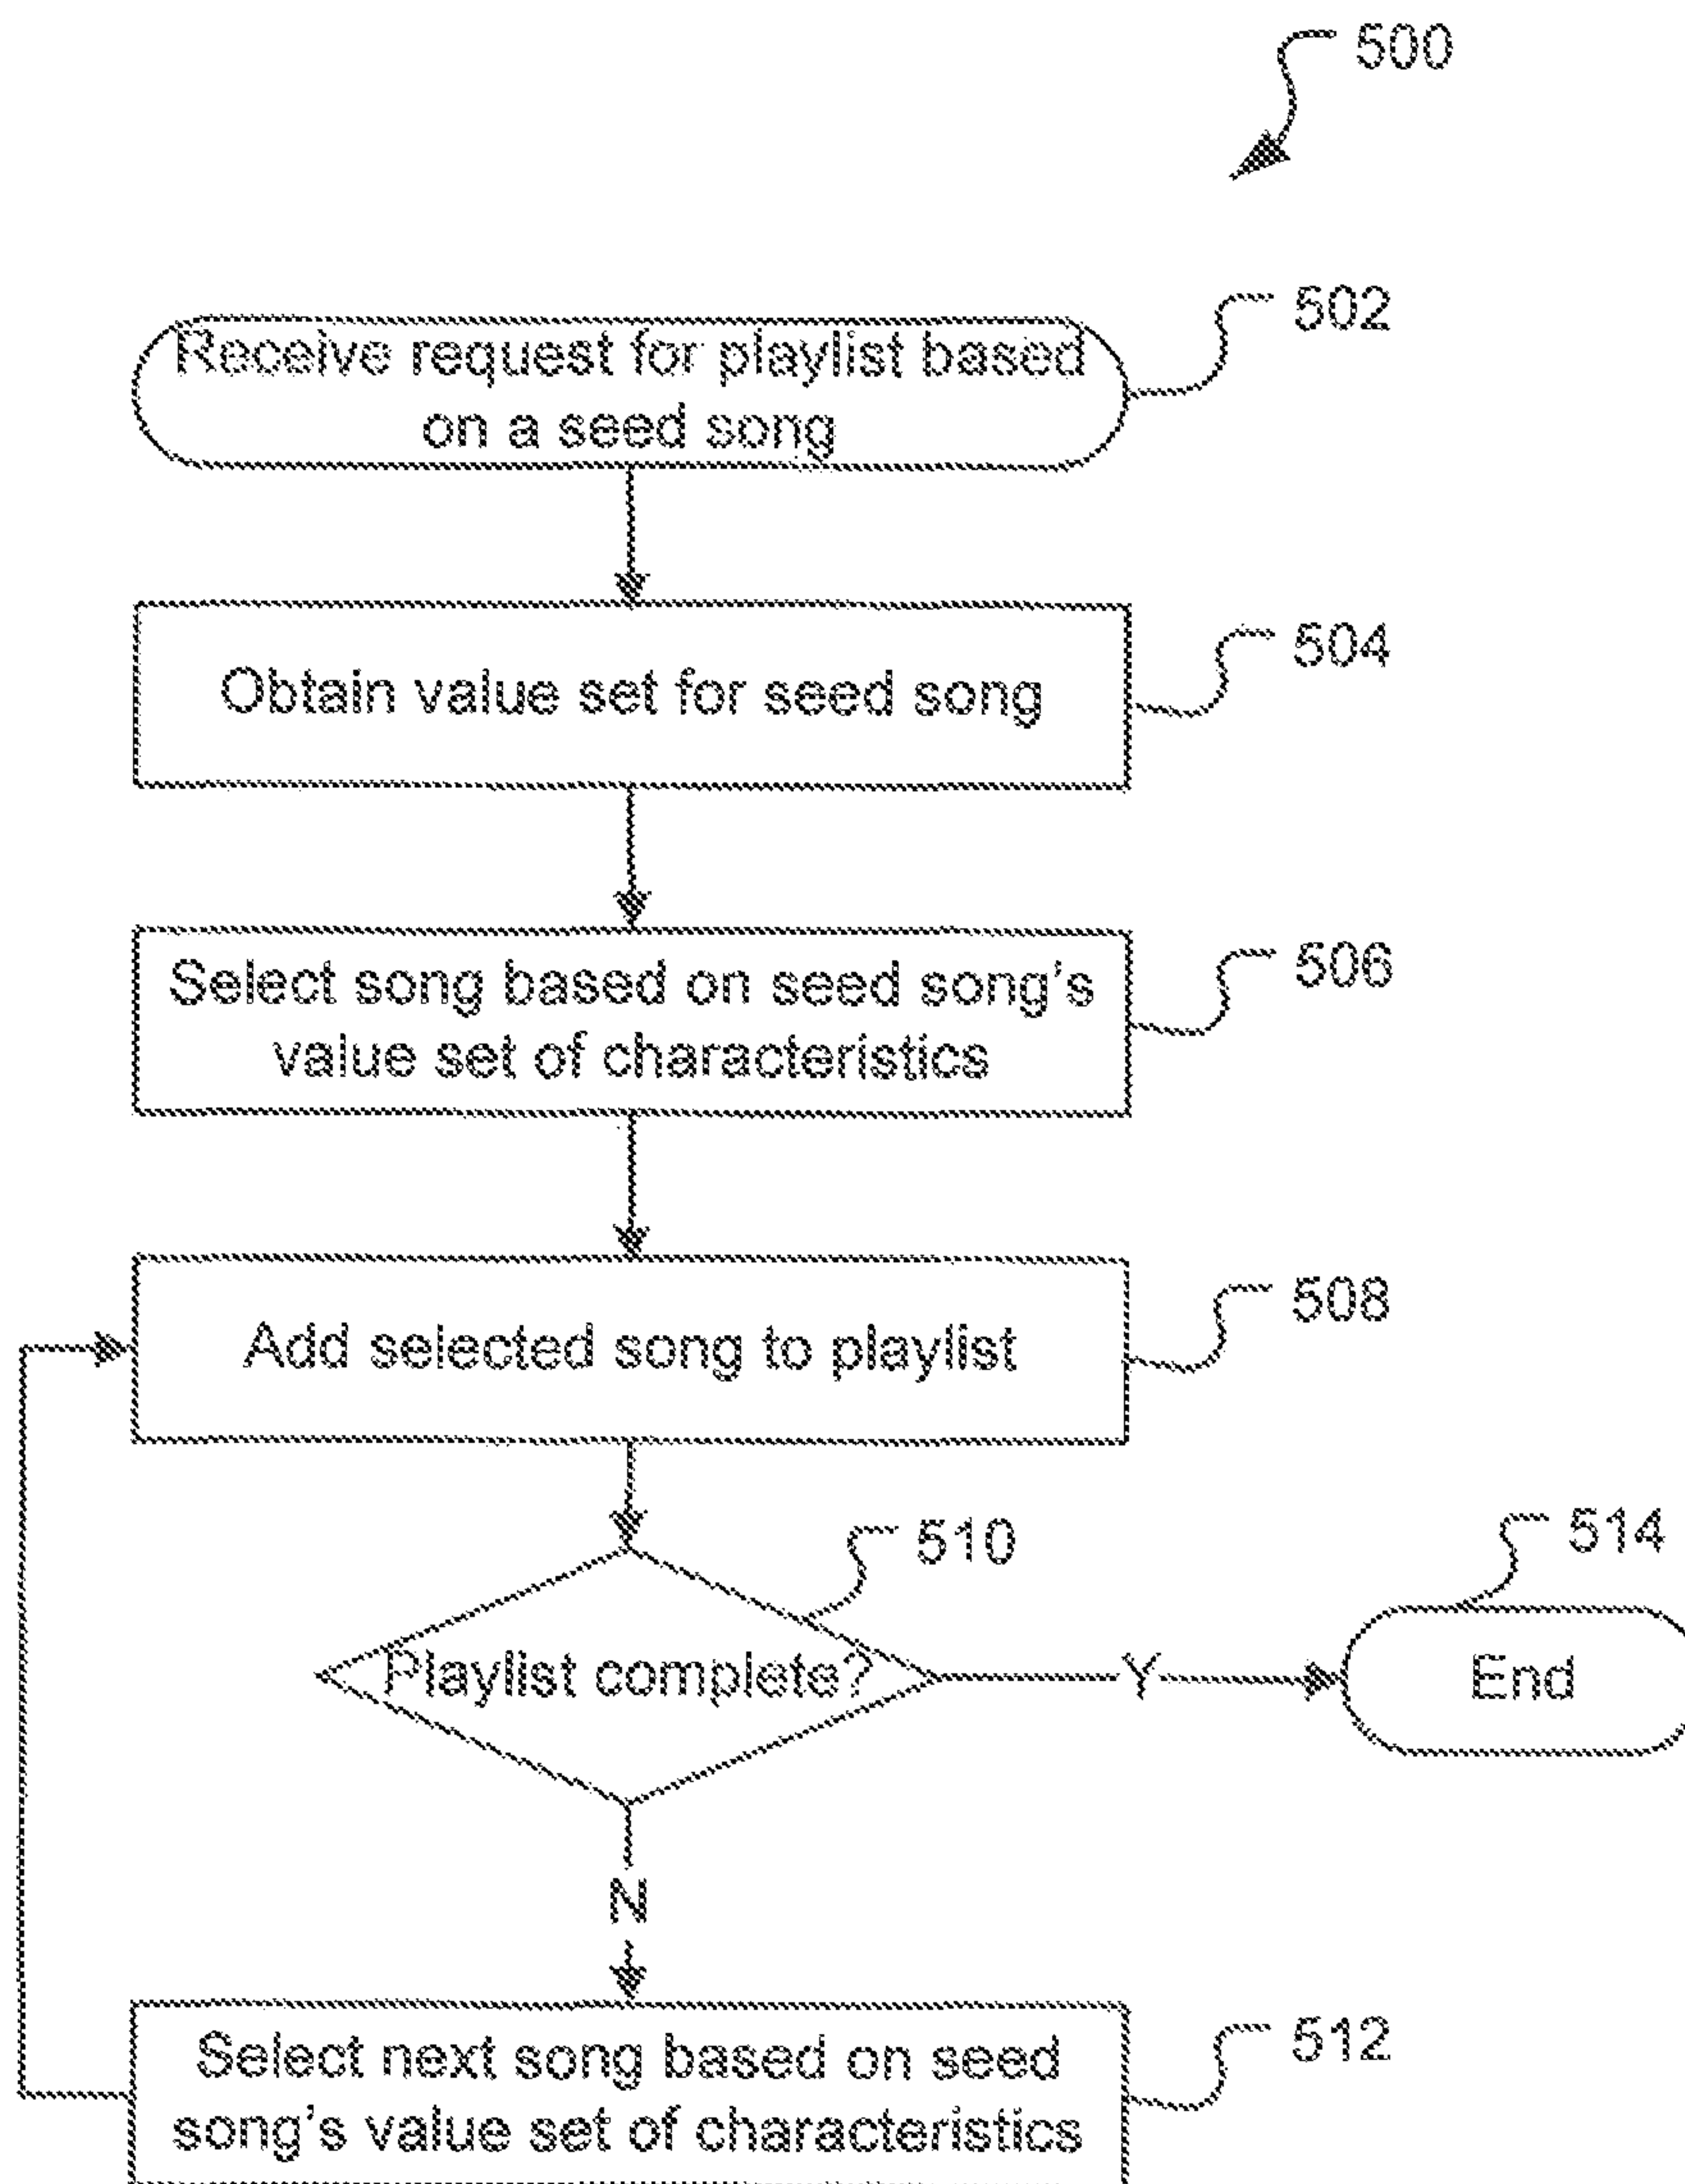 500
Receive request for playlist based
on a seed song
502
Obtain value set for seed song
504
Select song based on seed song's
value set of characteristics
506
Add selected song to playlist
508
Playlist complete?
510
Y
End
514
N
Select next song based on seed
song's value set of characteristics
512